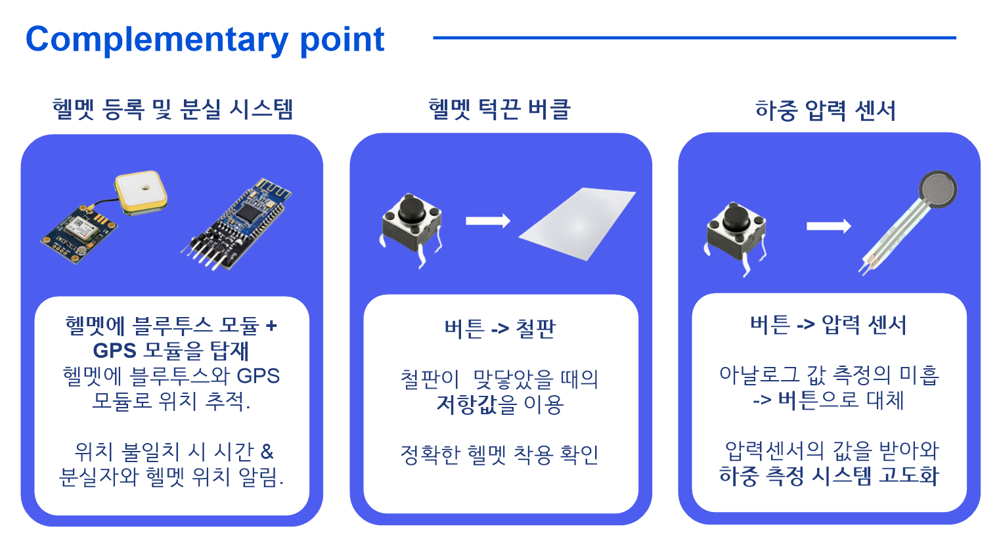 Complementary point
헬멧 등록 및 분실 시스템
헬멧에 블루투스 모듈 +
GPS 모듈을 탑재
헬멧에 블루투스와 GPS
모듈로 위치 추적.
위치 불일치 시 시간 &
분실자와 헬멧 위치 알림.
헬멧 턱끈 버클
버튼 -> 철판
철판이 맞닿았을 때의
저항값을 이용
정확한 헬멧 착용 확인
하중 압력 센서
버튼 -> 압력 센서
아날로그 값 측정의 미흡
-> 버튼으로 대체
압력센서의 값을 받아와
하중 측정 시스템 고도화